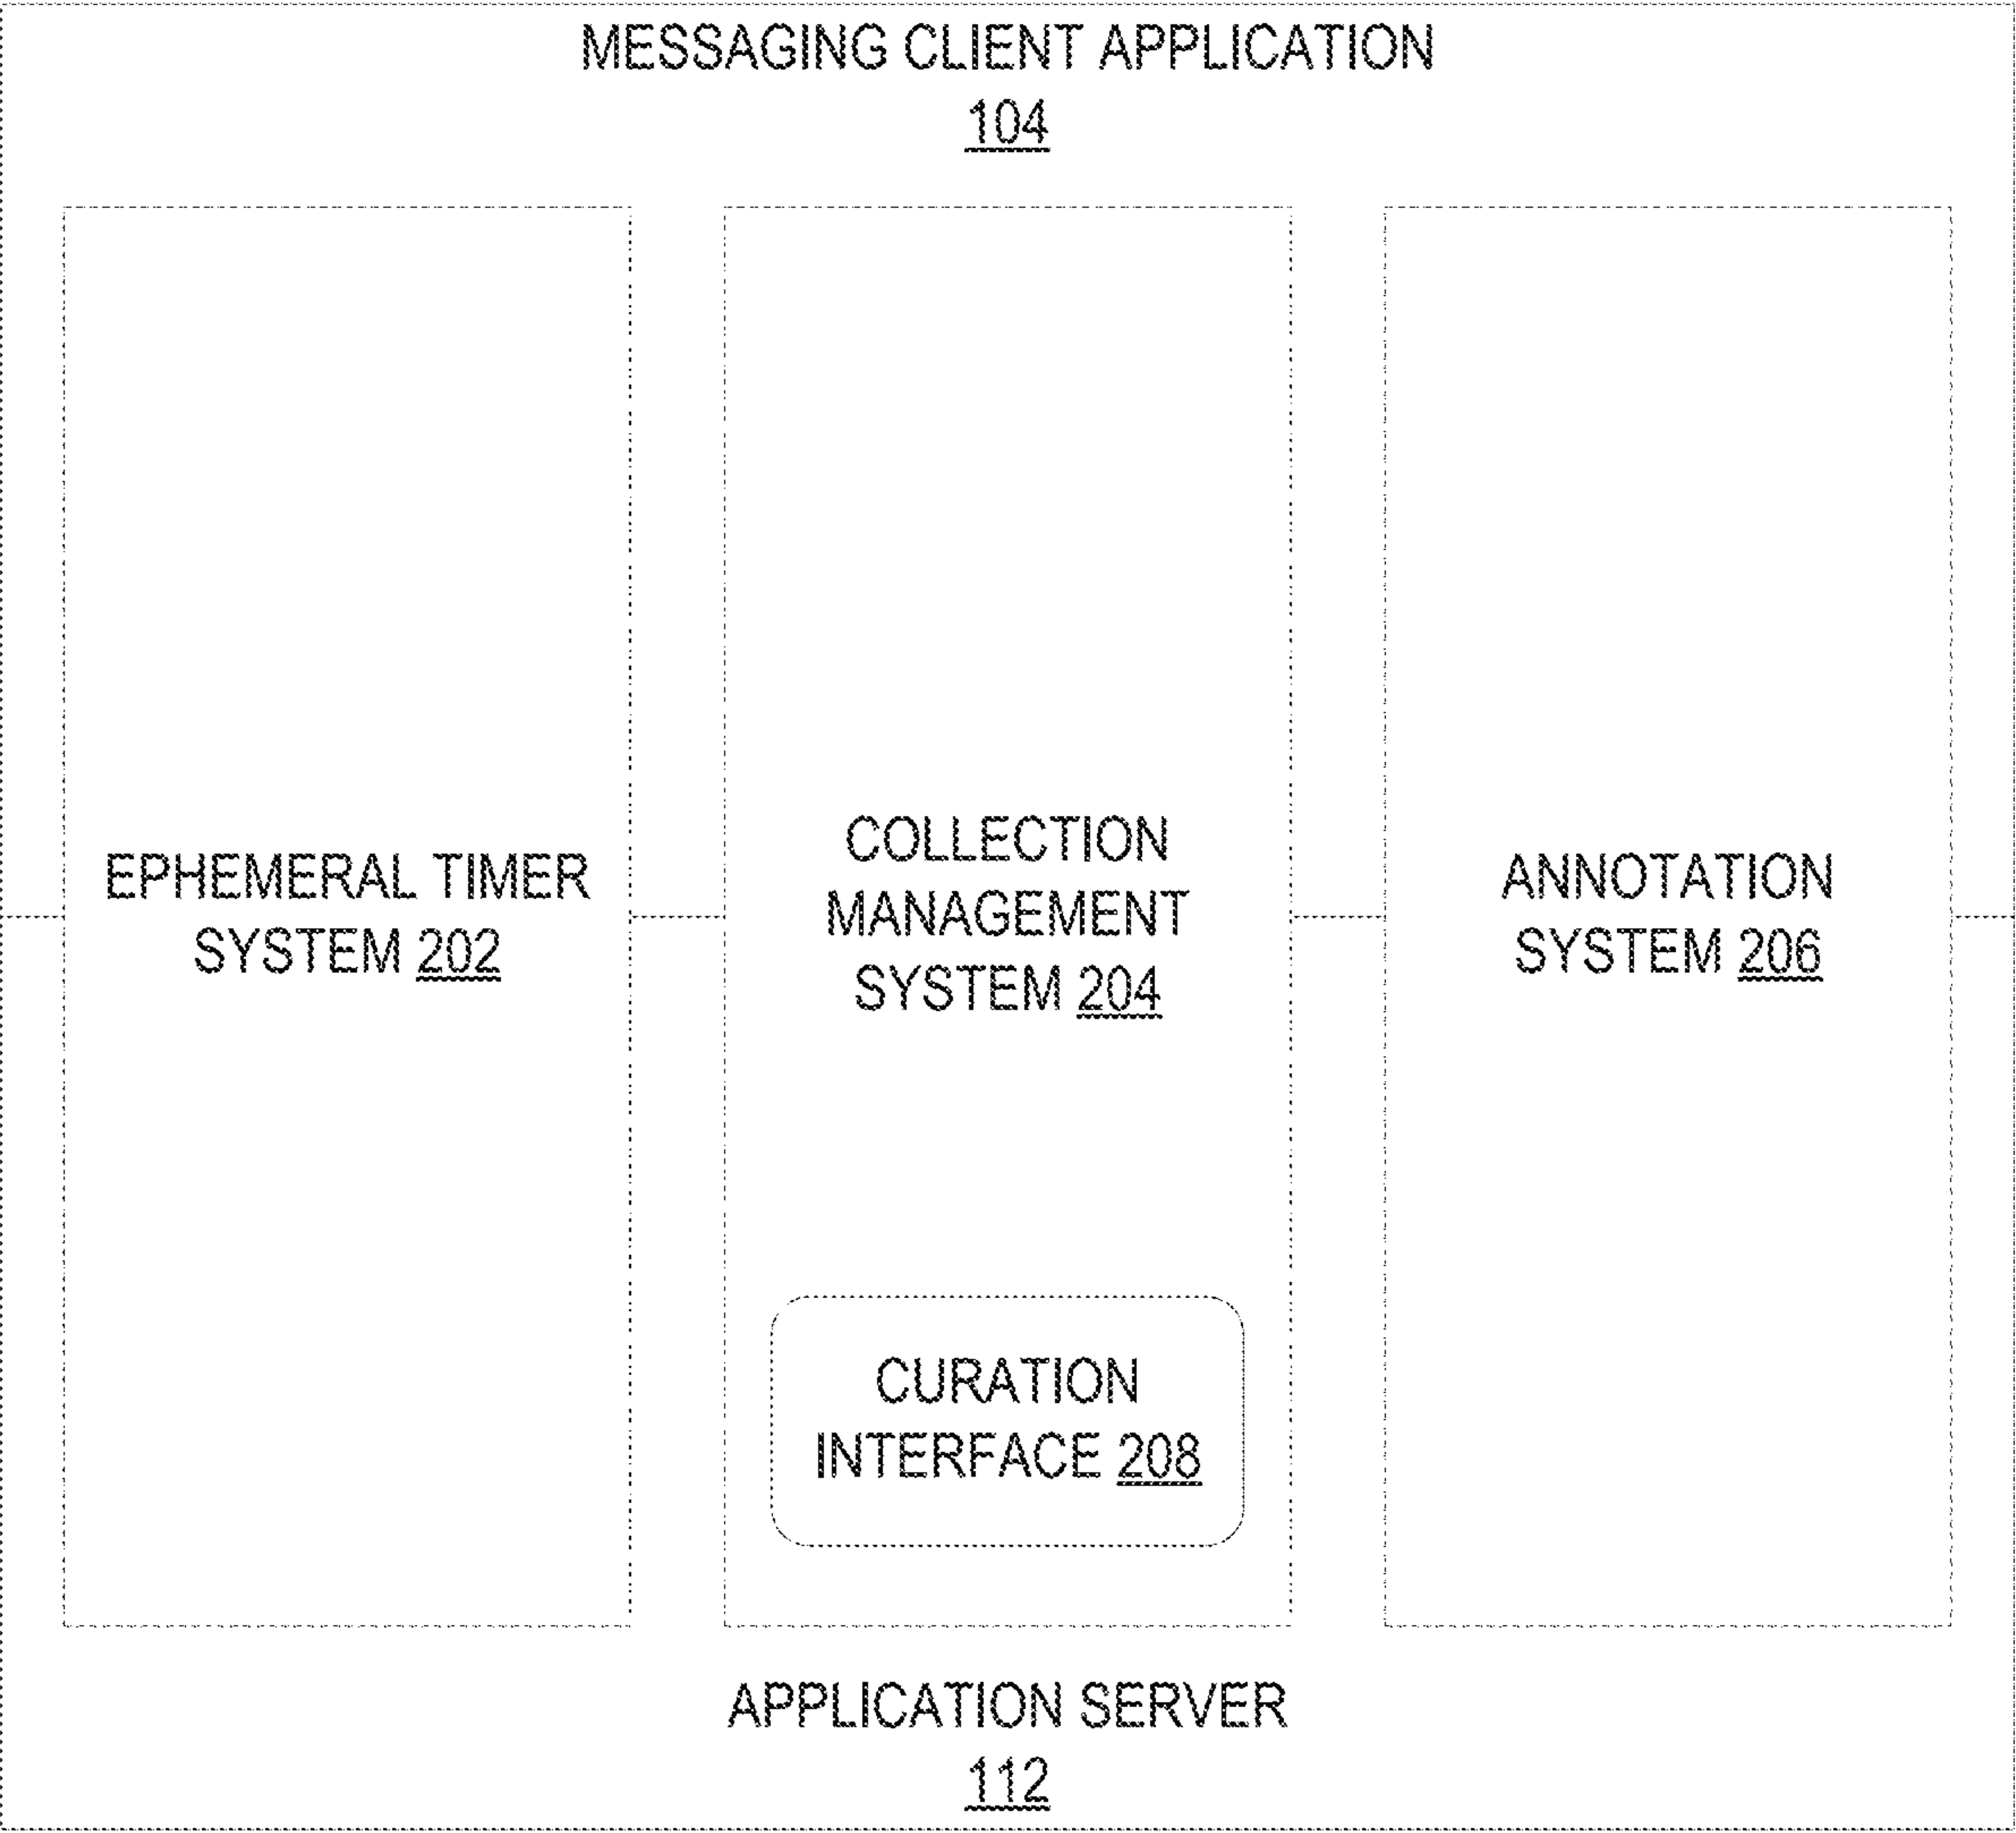 MESSAGING CLIENT APPLICATION
104
EPHEMERAL TIMER
SYSTEM 202
COLLECTION
MANAGEMENT
SYSTEM 204
ANNOTATION
SYSTEM 206
CURATION
INTERFACE 208
APPLICATION SERVER
112